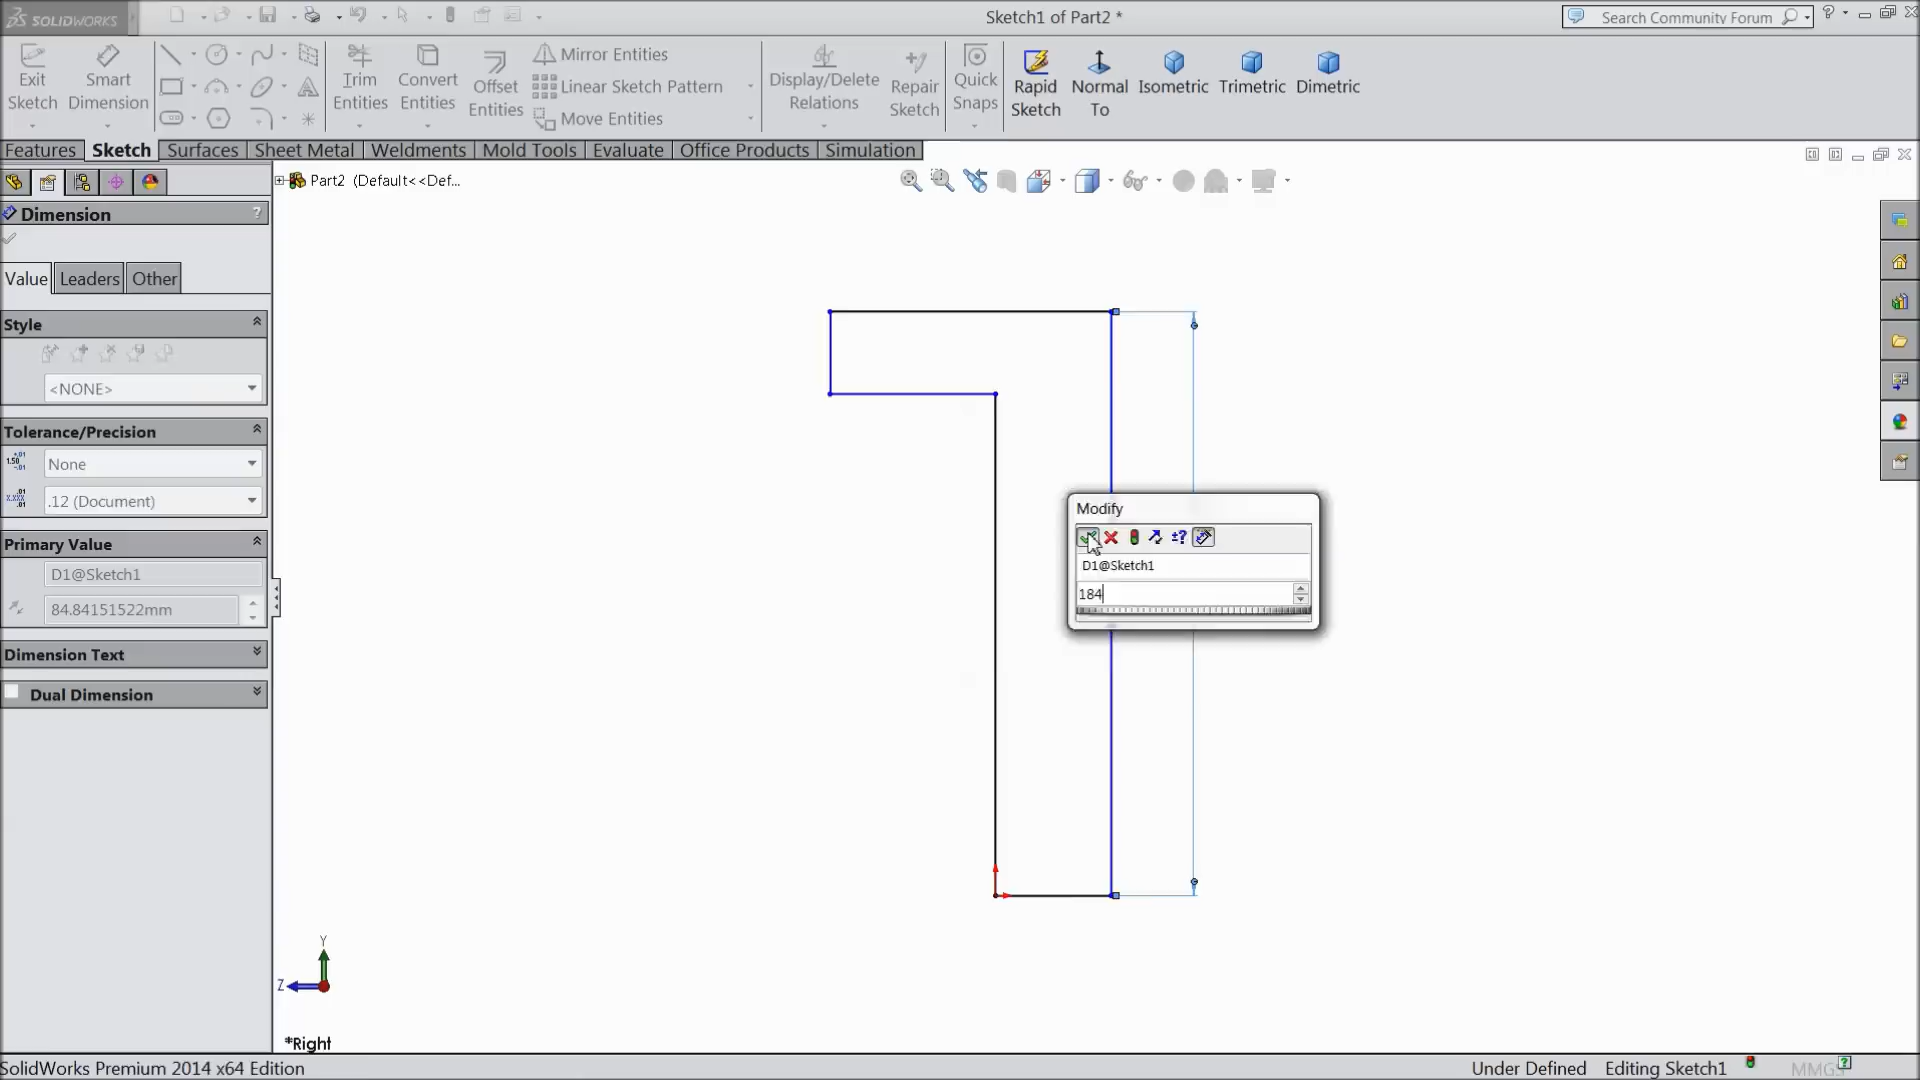 SOLIDWORKS
Sketch1 of Part2 *
Search Community Forum
Exit Sketch
Smart Dimension
Trim Entities
Convert Entities
Offset Entities
Mirror Entities
Linear Sketch Pattern
Move Entities
Display/Delete Relations
Repair Sketch
Quick Snaps
Rapid Sketch
Normal To
Isometric
Trimetric
Dimetric
Features
Sketch
Surfaces
Sheet Metal
Weldments
Mold Tools
Evaluate
Office Products
Simulation
Part2 (Default<<Def...
Dimension
?
Value
Leaders
Other
Style
<NONE>
Tolerance/Precision
None
.12 (Document)
Primary Value
D1@Sketch1
84.84151522mm
Dimension Text
Dual Dimension
Modify
±?
D1@Sketch1
184
Y
Z
*Right
SolidWorks Premium 2014 x64 Edition
Under Defined
Editing Sketch1